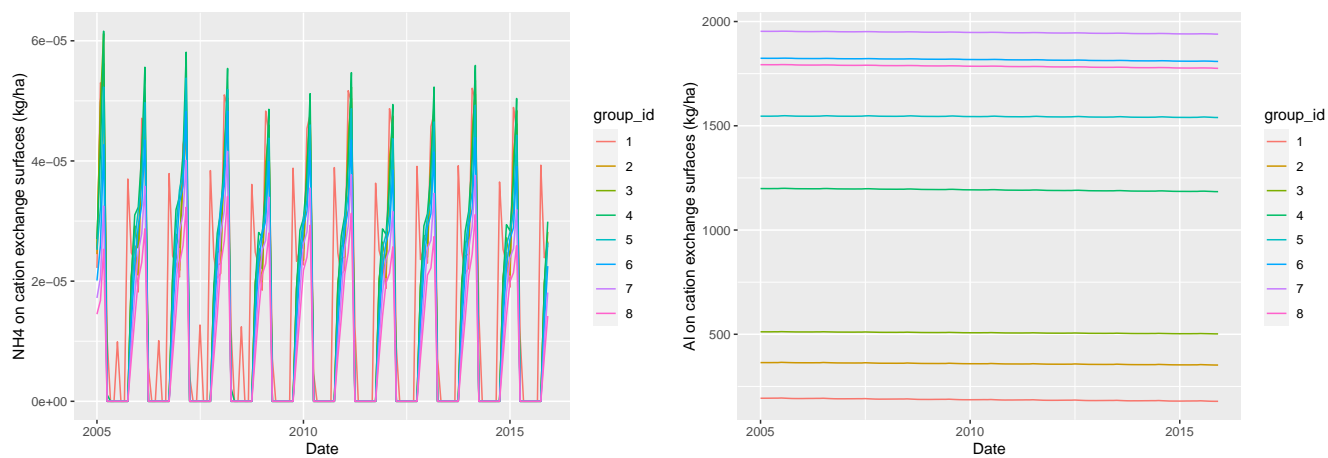 NH4 on cation exchange surfaces (kg/ha)
6e−05
4e−05
2e−05
0e+00
2005
2010
2015
Date
group_id
1
2
3
4
5
6
7
8
Al on cation exchange surfaces (kg/ha)
2000
1500
1000
500
2005
2010
2015
Date
group_id
1
2
3
4
5
6
7
8